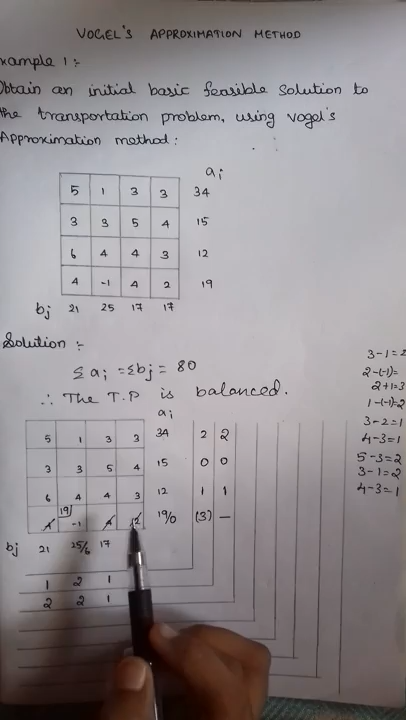 VOGEL'S APPROXIMATION METHOD
xample 1:-
Obtain an initial basic feasible solution to
the transportation problem, using Vogel's
Approximation method:
ai
5 1 3 3 34
3 3 5 4 15
6 4 4 3 12
4 -1 4 2 19
bj 21 25 17 17
Solution :-
Σai = Σbj = 80
∴ The T.P is balanced.
ai
5 1 3 3 34 2 2
3 3 5 4 15 0 0
6 4 4 3 12 1 1
4 19 -1 4 2 19/0 (3) —
bj 21 25/6 17
1 2 1
2 2 1
3-1=2
2-(-1)=
2+1=3
1-(-1)=2
3-2=1
4-3=1
5-3=2
3-1=2
4-3=1